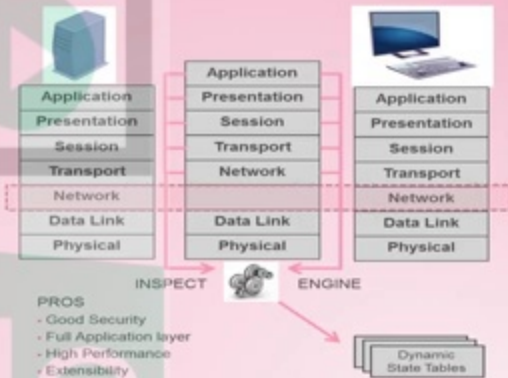 Application
Presentation
Session
Transport
Network
Data Link
Physical
Application
Presentation
Session
Transport
Network
Data Link
Physical
Application
Presentation
Session
Transport
Network
Data Link
Physical
INSPECT ENGINE
PROS
- Good Security
- Full Application layer
- High Performance
- Extensibility
Dynamic
State Tables